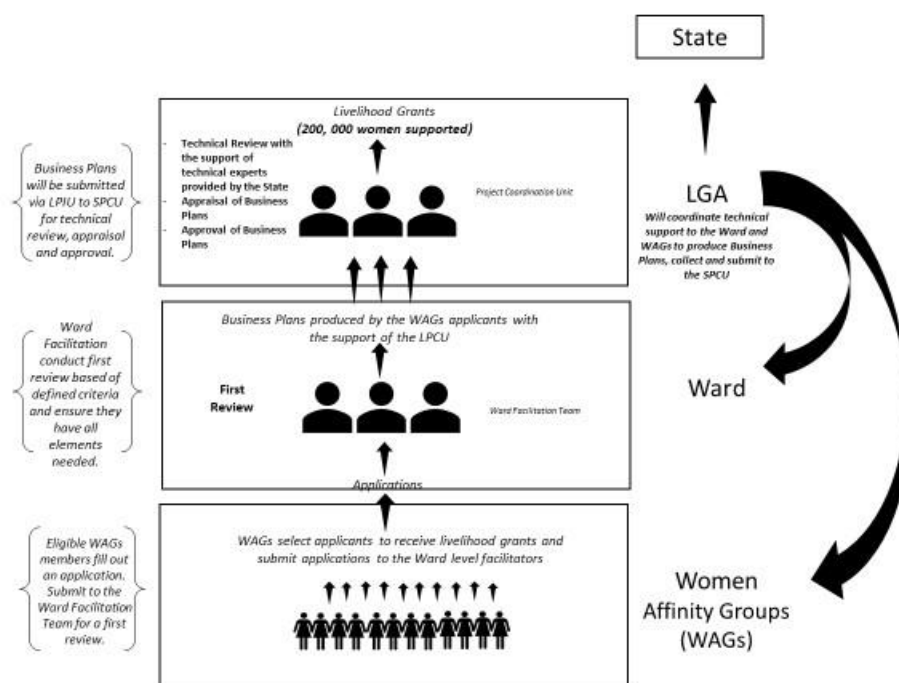 State
Livelihood Grants
(200, 000 women supported)
- Technical Review with
the support of
technical experts
provided by the State
- Appraisal of Business
Plans
- Approval of Business
Plans
Project Coordination Unit
Business Plans
will be submitted
via LPIU to SPCU
for technical
review, appraisal
and approval.
LGA
Will coordinate technical
support to the Ward and
WAGs to produce Business
Plans, collect and submit to
the SPCU
Business Plans produced by the WAGs applicants with
the support of the LPCU
First
Review
Ward Facilitation Team
Applications
Ward
Facilitation
conduct first
review based of
defined criteria
and ensure they
have all
elements
needed.
Ward
WAGs select applicants to receive livelihood grants and
submit applications to the Ward level facilitators
Eligible WAGs
members fill out
an application.
Submit to the
Ward Facilitation
Team for a first
review.
Women
Affinity Groups
(WAGs)